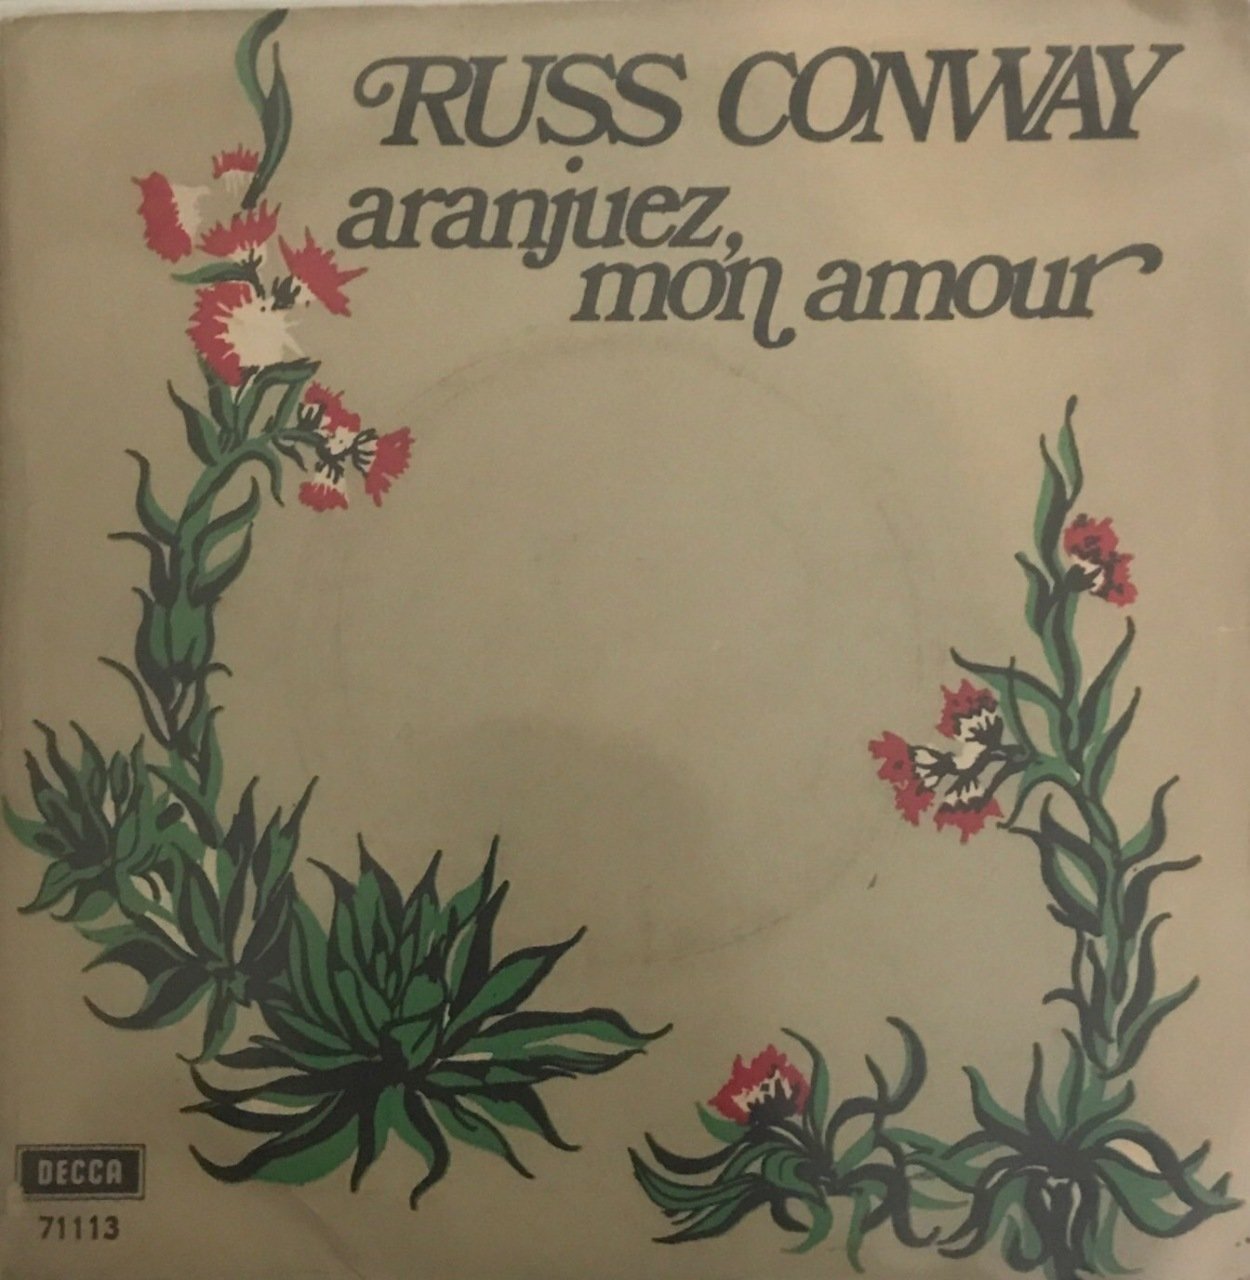 RUSS CONWAY
aranjuez,
mon amour
DECCA
71113